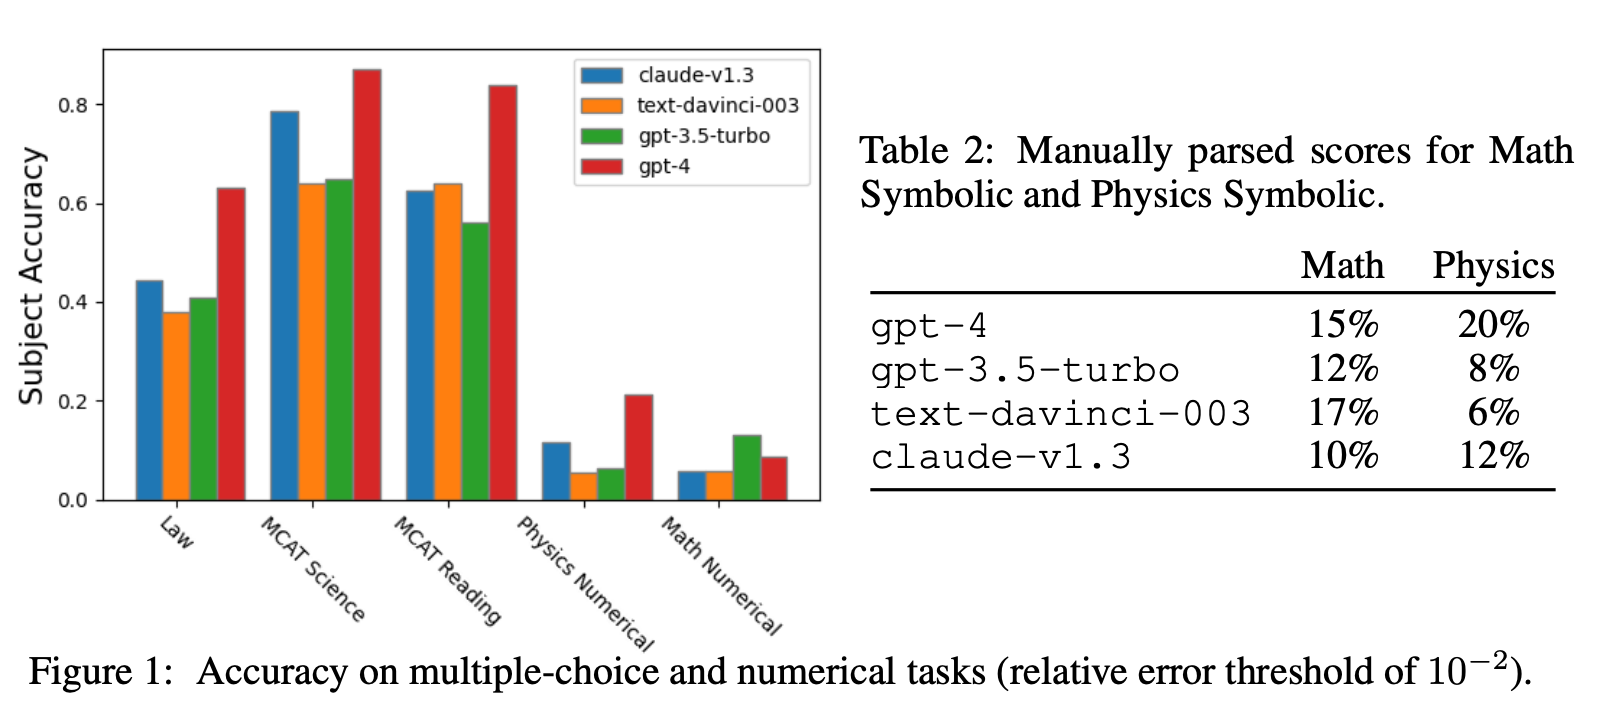 Subject Accuracy
0.8
0.6
0.4
0.2
0.0
claude-v1.3
text-davinci-003
gpt-3.5-turbo
gpt-4
Law
MCAT Science
MCAT Reading
Physics Numerical
Math Numerical
Table 2: Manually parsed scores for Math
Symbolic and Physics Symbolic.
Math Physics
gpt-4 15% 20%
gpt-3.5-turbo 12% 8%
text-davinci-003 17% 6%
claude-v1.3 10% 12%
Figure 1: Accuracy on multiple-choice and numerical tasks (relative error threshold of 10⁻²).